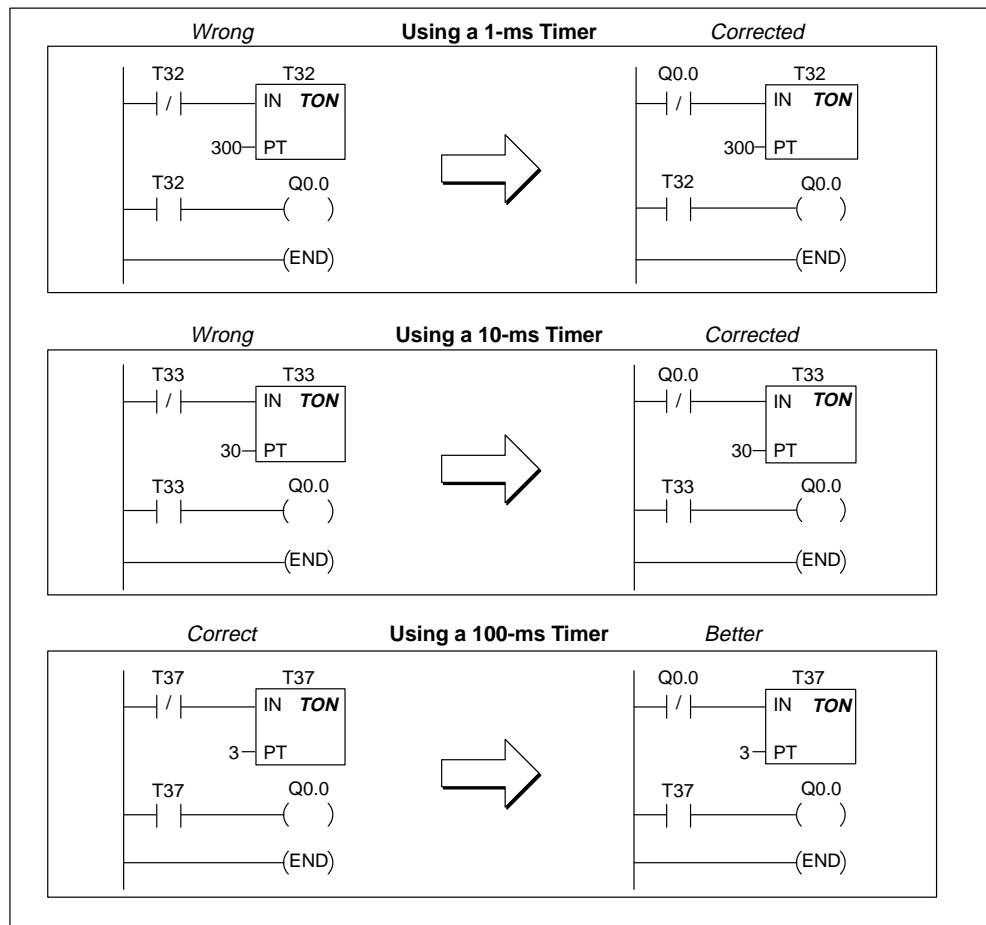 Wrong Using a 1-ms Timer Corrected
T32 T32 Q0.0 T32
/ IN TON / IN TON
300 PT 300 PT
T32 Q0.0 T32 Q0.0
( ) ( )
(END) (END)
Wrong Using a 10-ms Timer Corrected
T33 T33 Q0.0 T33
/ IN TON / IN TON
30 PT 30 PT
T33 Q0.0 T33 Q0.0
( ) ( )
(END) (END)
Correct Using a 100-ms Timer Better
T37 T37 Q0.0 T37
/ IN TON / IN TON
3 PT 3 PT
T37 Q0.0 T37 Q0.0
( ) ( )
(END) (END)